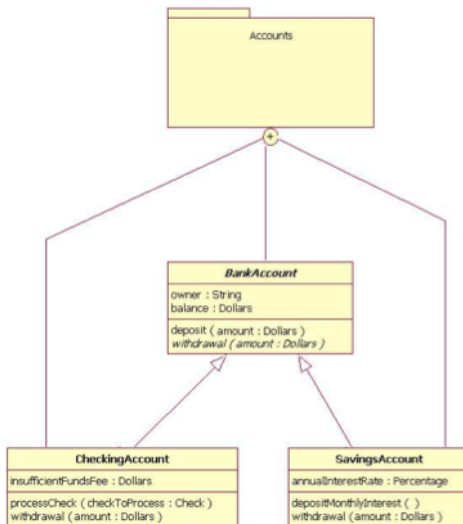 Accounts
+
BankAccount
owner : String
balance : Dollars
deposit ( amount : Dollars )
withdrawal ( amount : Dollars )
CheckingAccount
insufficientFundsFee : Dollars
processCheck ( checkToProcess : Check )
withdrawal ( amount : Dollars )
SavingsAccount
annualInterestRate : Percentage
depositMonthlyInterest ( )
withdrawal ( amount : Dollars )